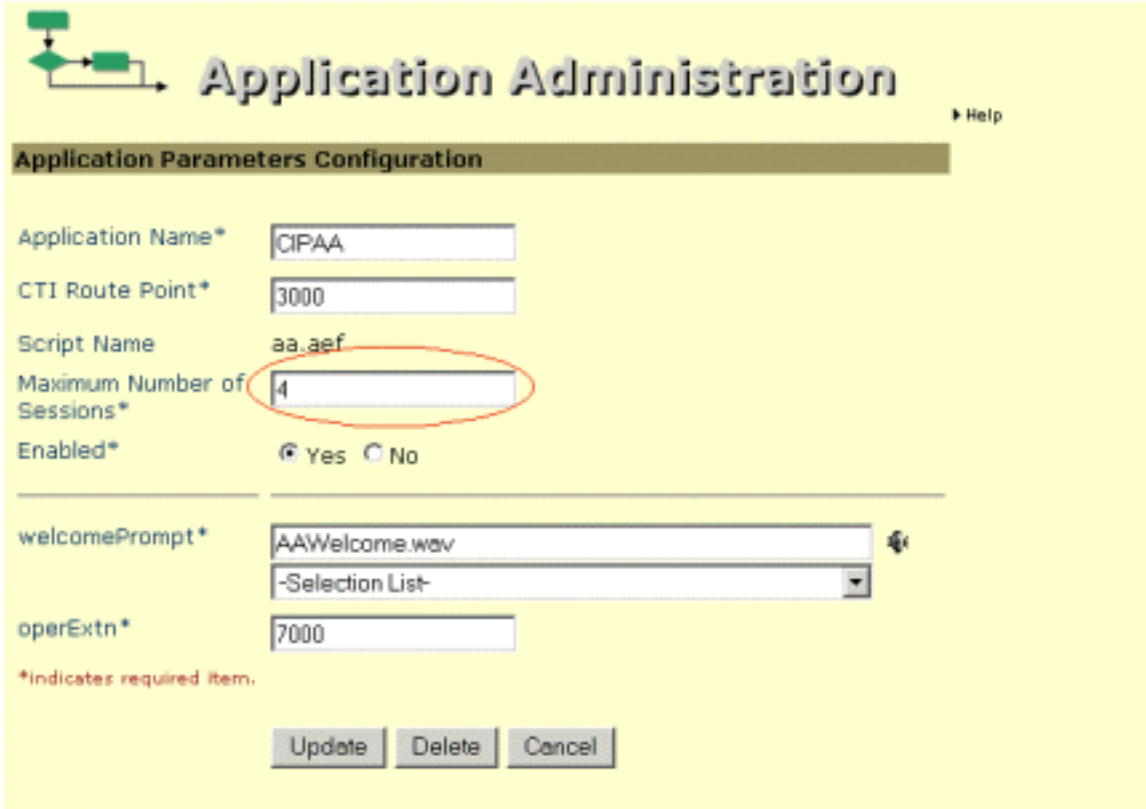 Application Administration
Help
Application Parameters Configuration
Application Name*
CIPAA
CTI Route Point*
3000
Script Name
aa.aef
Maximum Number of
Sessions*
4
Enabled*
Yes No
welcomePrompt*
AAWelcome.wav
-Selection List-
operExtn*
7000
*indicates required item.
Update Delete Cancel